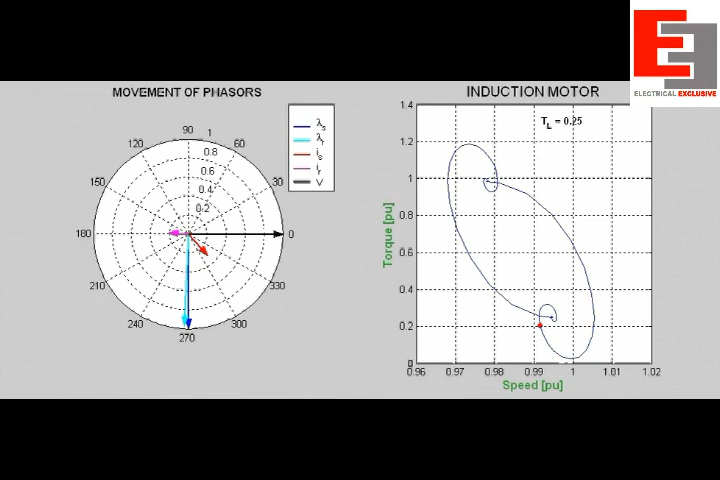 ELECTRICAL EXCLUSIVE
MOVEMENT OF PHASORS
90
1
120
60
0.8
0.6
150
30
0.4
0.2
180
0
210
330
240
300
270
λs
λr
is
ir
V
INDUCTION MOTOR
TL = 0.25
1.4
1.2
1
0.8
0.6
0.4
0.2
0
Torque [pu]
0.96 0.97 0.98 0.99 1 1.01 1.02
Speed [pu]